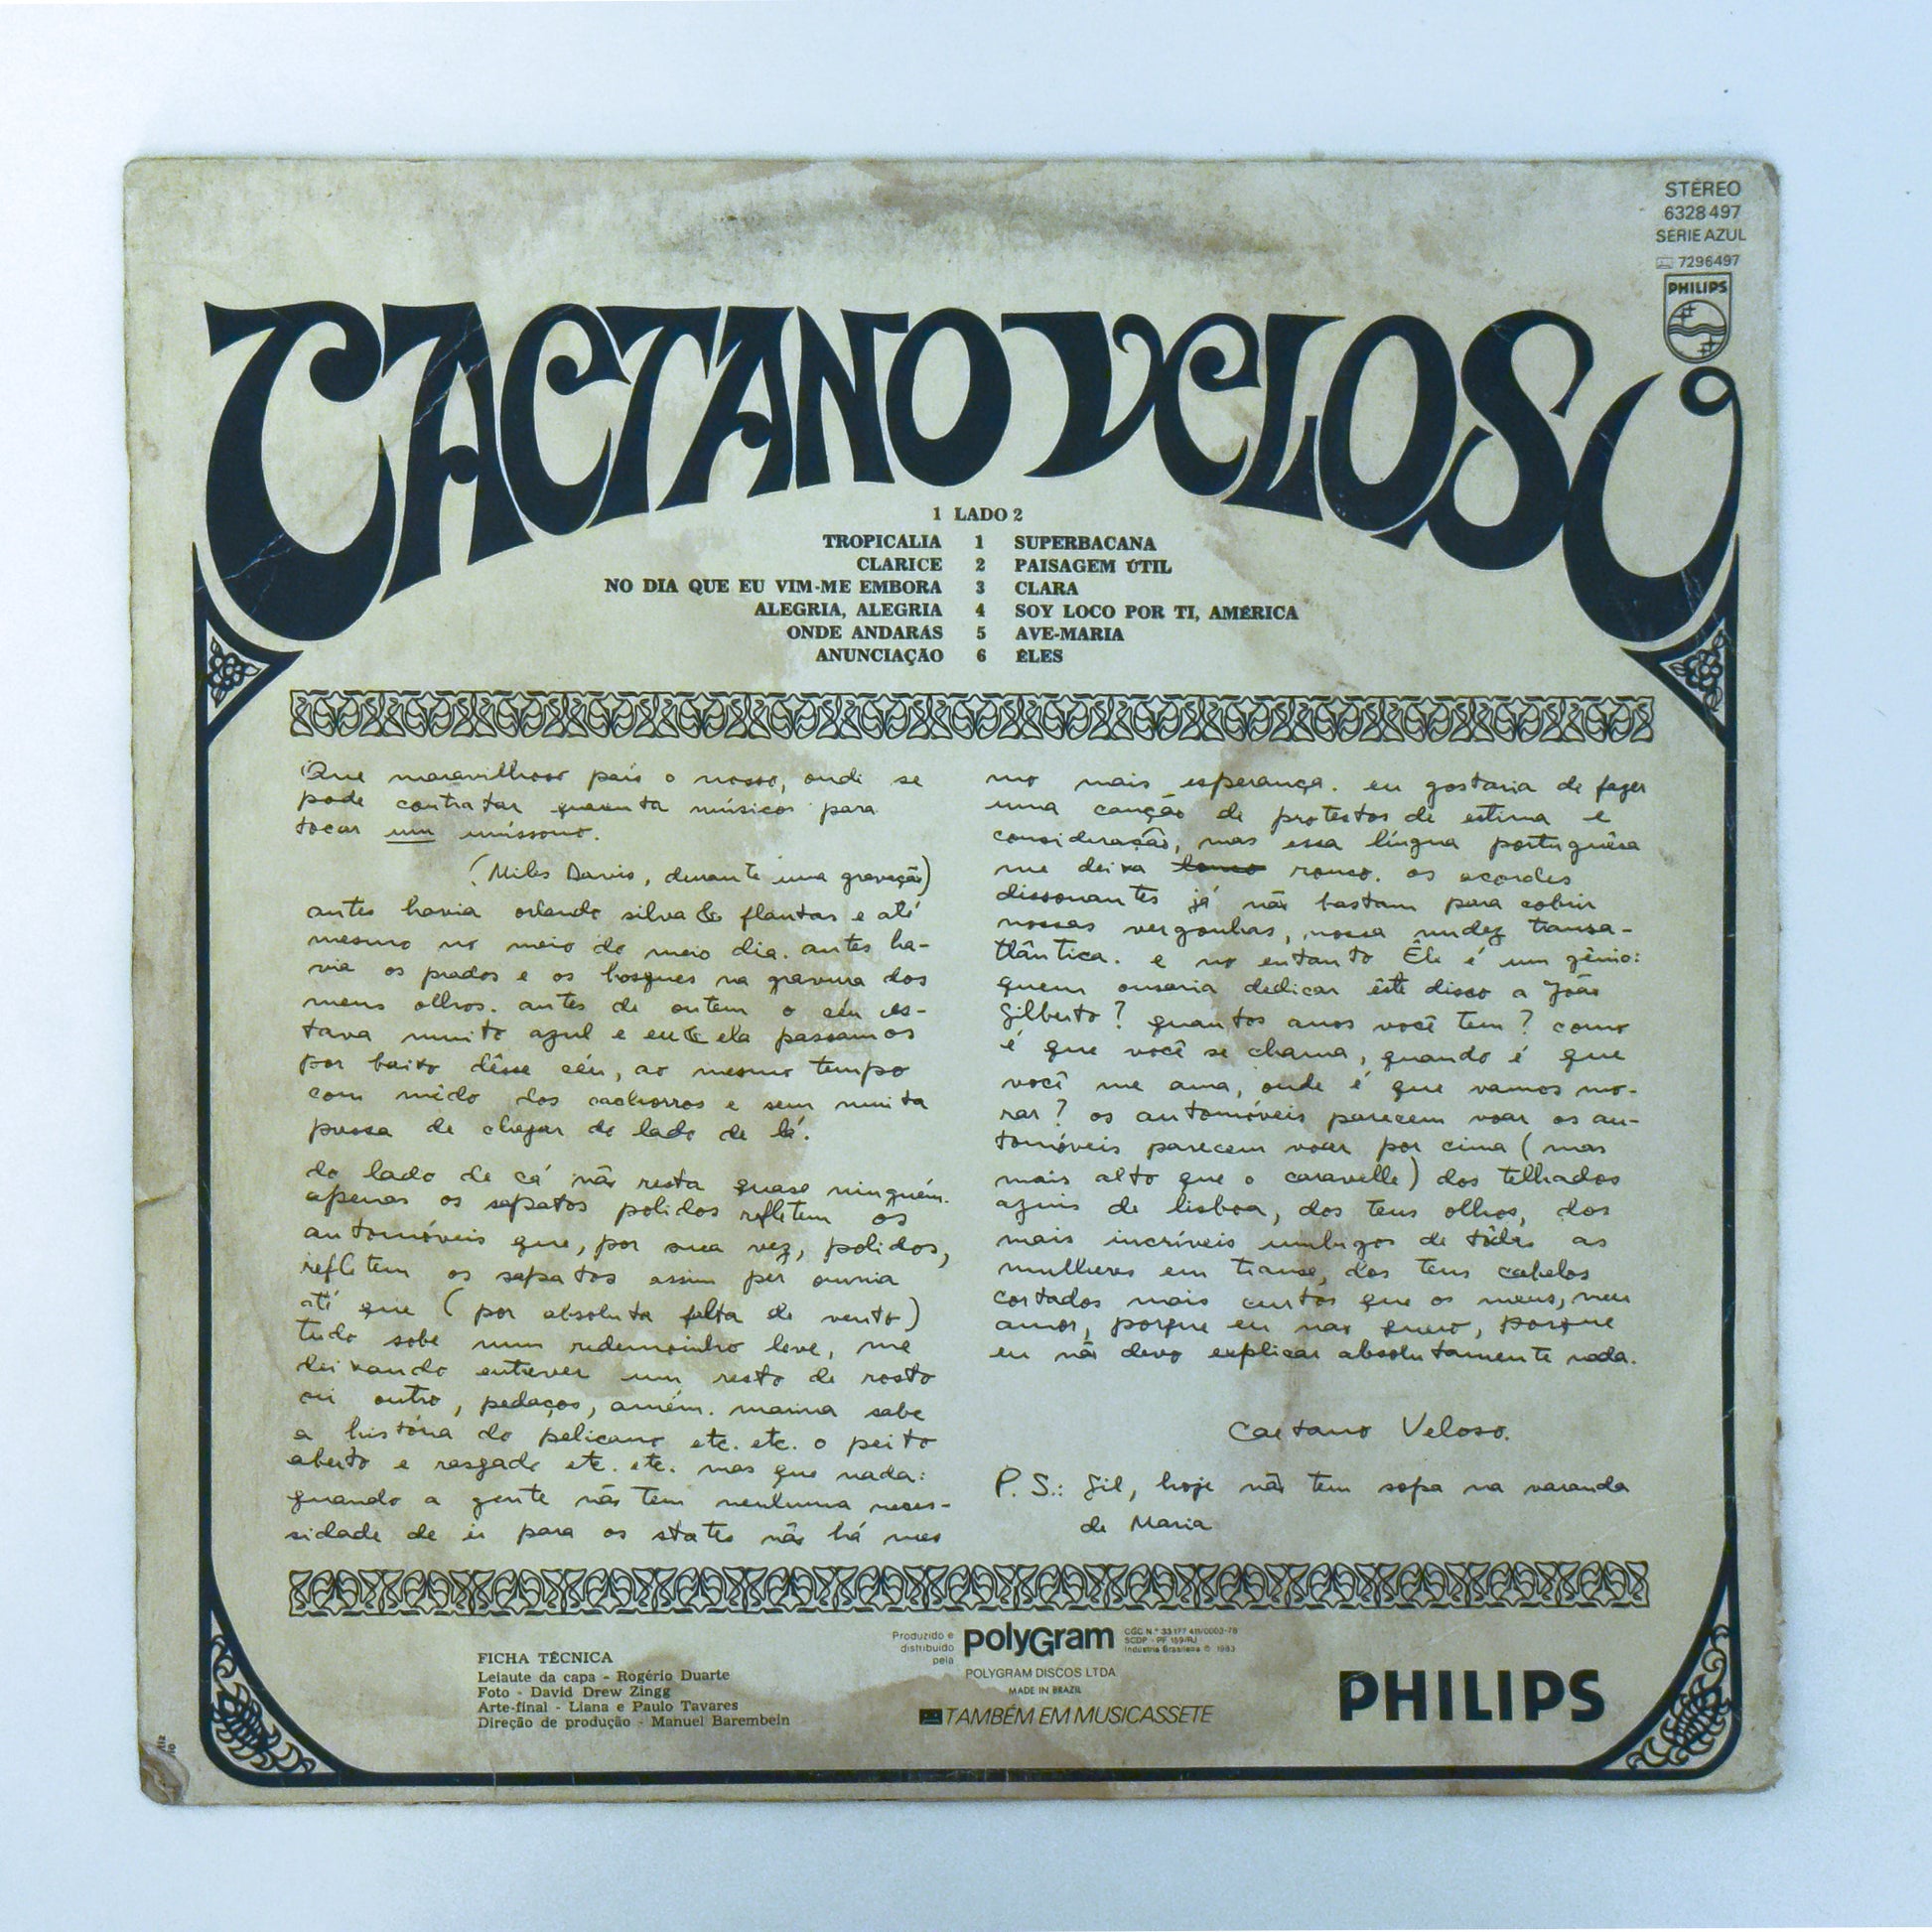 STEREO
6328 497
SÉRIE AZUL
7296497
PHILIPS
CAETANO VELOSO
1 LADO 2
TROPICÁLIA 1 SUPERBACANA
CLARICE 2 PAISAGEM ÚTIL
NO DIA QUE EU VIM-ME EMBORA 3 CLARA
ALEGRIA, ALEGRIA 4 SOY LOCO POR TI, AMÉRICA
ONDE ANDARÁS 5 AVE-MARIA
ANUNCIAÇÃO 6 ÊLES
"Que maravilhoso país o nosso, onde se
pode contratar quarenta músicos para
tocar um uníssono.
(Miles Davis, durante uma gravação)
antes havia orlando silva & flautas e até
mesmo no meio do meio dia. antes ha-
via os prados e os bosques na gravura dos
meus olhos. antes de ontem o céu es-
tava muito azul e eu & ela passamos
por baixo dêsse céu, ao mesmo tempo
com mêdo dos cachorros e sem muita
pressa de chegar do lado de lá.
do lado de cá não resta quase ninguém.
apenas os sapatos polidos refletem os
automóveis que, por sua vez, polidos,
refletem os sapatos assim per omnia
até que (por absoluta falta de vento)
tudo sobe num redemoinho leve, me
deixando entrever um resto de rosto
ou outro, pedaços, amém. marina sabe
a história do pelicano etc. etc. o peito
aberto e rasgado etc. etc. mas que nada:
quando a gente não tem nenhuma neces-
sidade de ir para os states não há mes
mo mais esperança. eu gostaria de fazer
uma canção de protestos de estima e
consideração, mas essa língua portuguêsa
me deixa louco rouco. os acordes
dissonantes já não bastam para cobrir
nossas vergonhas, nossa nudez transa-
tlântica. e no entanto Êle é um gênio:
quem ousaria dedicar êste disco a João
Gilberto? quantos anos você tem? como
é que você se chama, quando é que
você me ama, onde é que vamos mo-
rar? os automóveis parecem voar os au-
tomóveis parecem voar por cima (mas
mais alto que o caravelle) dos telhados
azuis de lisboa, dos teus olhos, dos
mais incríveis umbigos de tôdas as
mulheres em transe, dos teus cabelos
cortados mais curtos que os meus, meu
amor, porque eu não quero, porque
eu não devo explicar absolutamente nada.
Caetano Veloso.
P. S.: Gil, hoje não tem sopa na varanda
de Maria
FICHA TÉCNICA
Leiaute da capa - Rogério Duarte
Foto - David Drew Zingg
Arte-final - Liana e Paulo Tavares
Direção de produção - Manuel Barembein
Produzido e
distribuído
pela
polyGram
Indústria Brasileira © 1983
POLYGRAM DISCOS LTDA.
MADE IN BRAZIL
TAMBÉM EM MUSICASSETE
PHILIPS